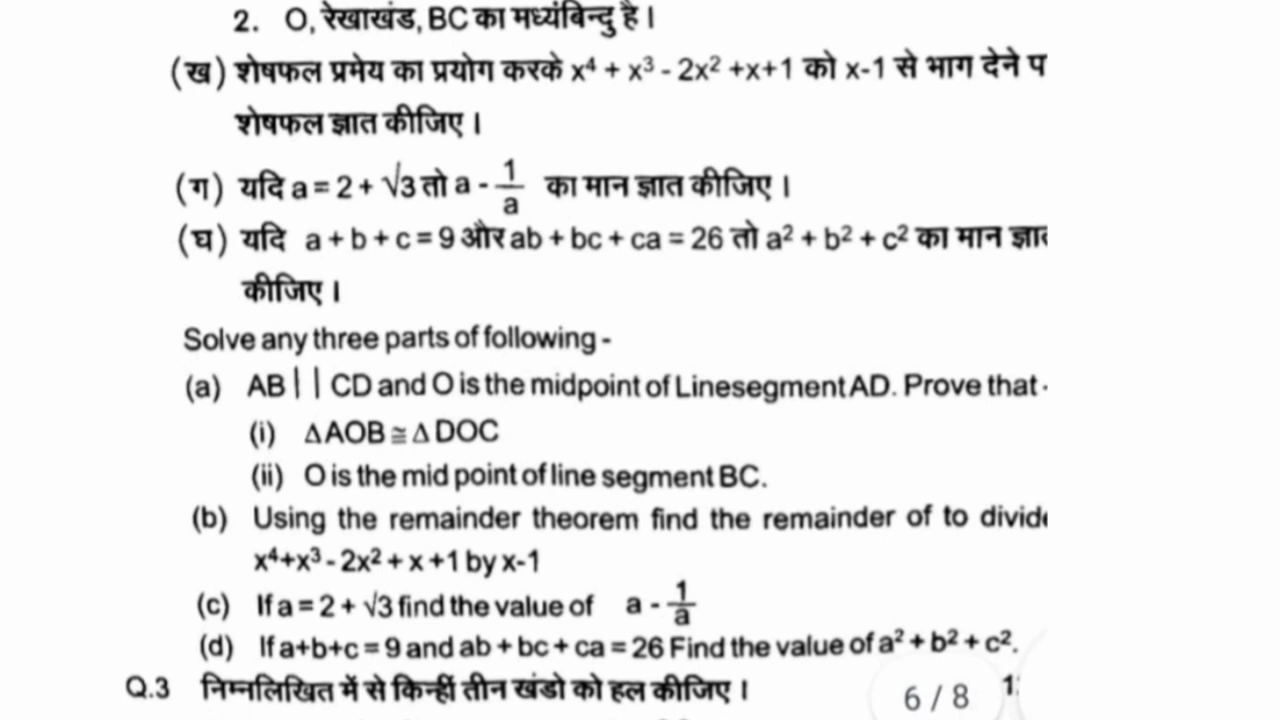 2. O, रेखाखंड, BC का मध्यंबिन्दु है।
(ख) शेषफल प्रमेय का प्रयोग करके x⁴ + x³ - 2x² +x+1 को x-1 से भाग देने प
शेषफल ज्ञात कीजिए।
(ग) यदि a = 2 + √3 तो a - 1/a का मान ज्ञात कीजिए।
(घ) यदि a + b + c = 9 और ab + bc + ca = 26 तो a² + b² + c² का मान
कीजिए।
Solve any three parts of following -
(a) AB || CD and O is the midpoint of Linesegment AD. Prove that -
(i) ΔAOB ≅ Δ DOC
(ii) O is the mid point of line segment BC.
(b) Using the remainder theorem find the remainder of to divid
x⁴+x³ - 2x² + x +1 by x-1
(c) If a = 2 + √3 find the value of a - 1/a
(d) If a+b+c = 9 and ab + bc + ca = 26 Find the value of a² + b² + c².
Q.3 निम्नलिखित में से किन्हीं तीन खंडो को हल कीजिए।
6 / 8